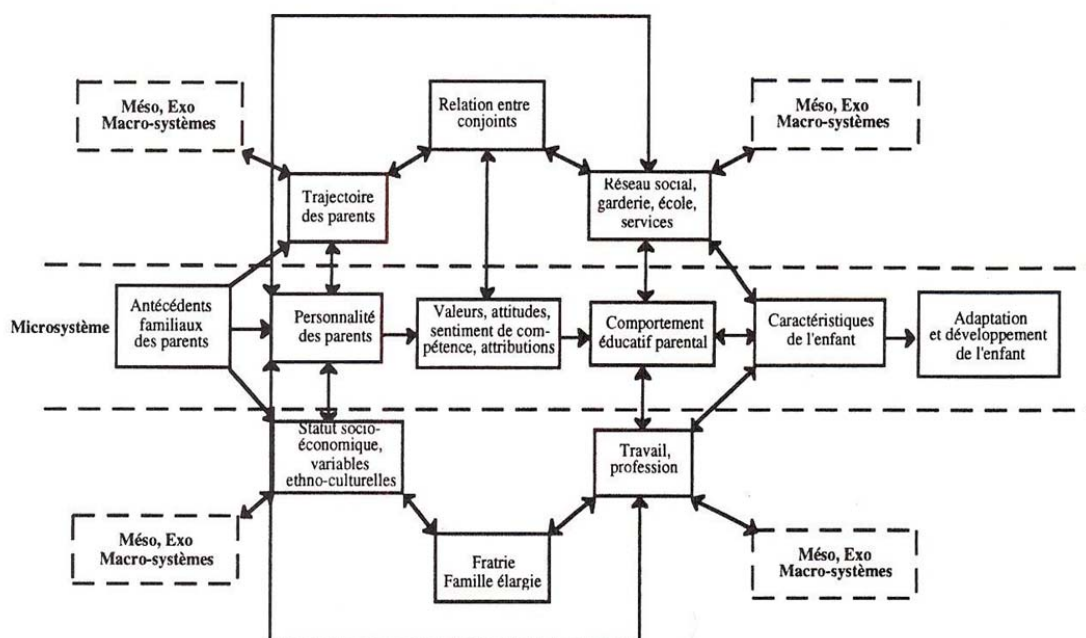 Relation entre
conjoints
Méso, Exo
Macro-systèmes
Méso, Exo
Macro-systèmes
Trajectoire
des parents
Réseau social,
garderie, école,
services
Microsystème
Antécédents
familiaux
des parents
Personnalité
des parents
Valeurs, attitudes,
sentiment de com-
pétence, attributions
Comportement
éducatif parental
Caractéristiques
de l'enfant
Adaptation
et développement
de l'enfant
Statut socio-
économique,
variables
ethno-culturelles
Travail,
profession
Méso, Exo
Macro-systèmes
Fratrie
Famille élargie
Méso, Exo
Macro-systèmes